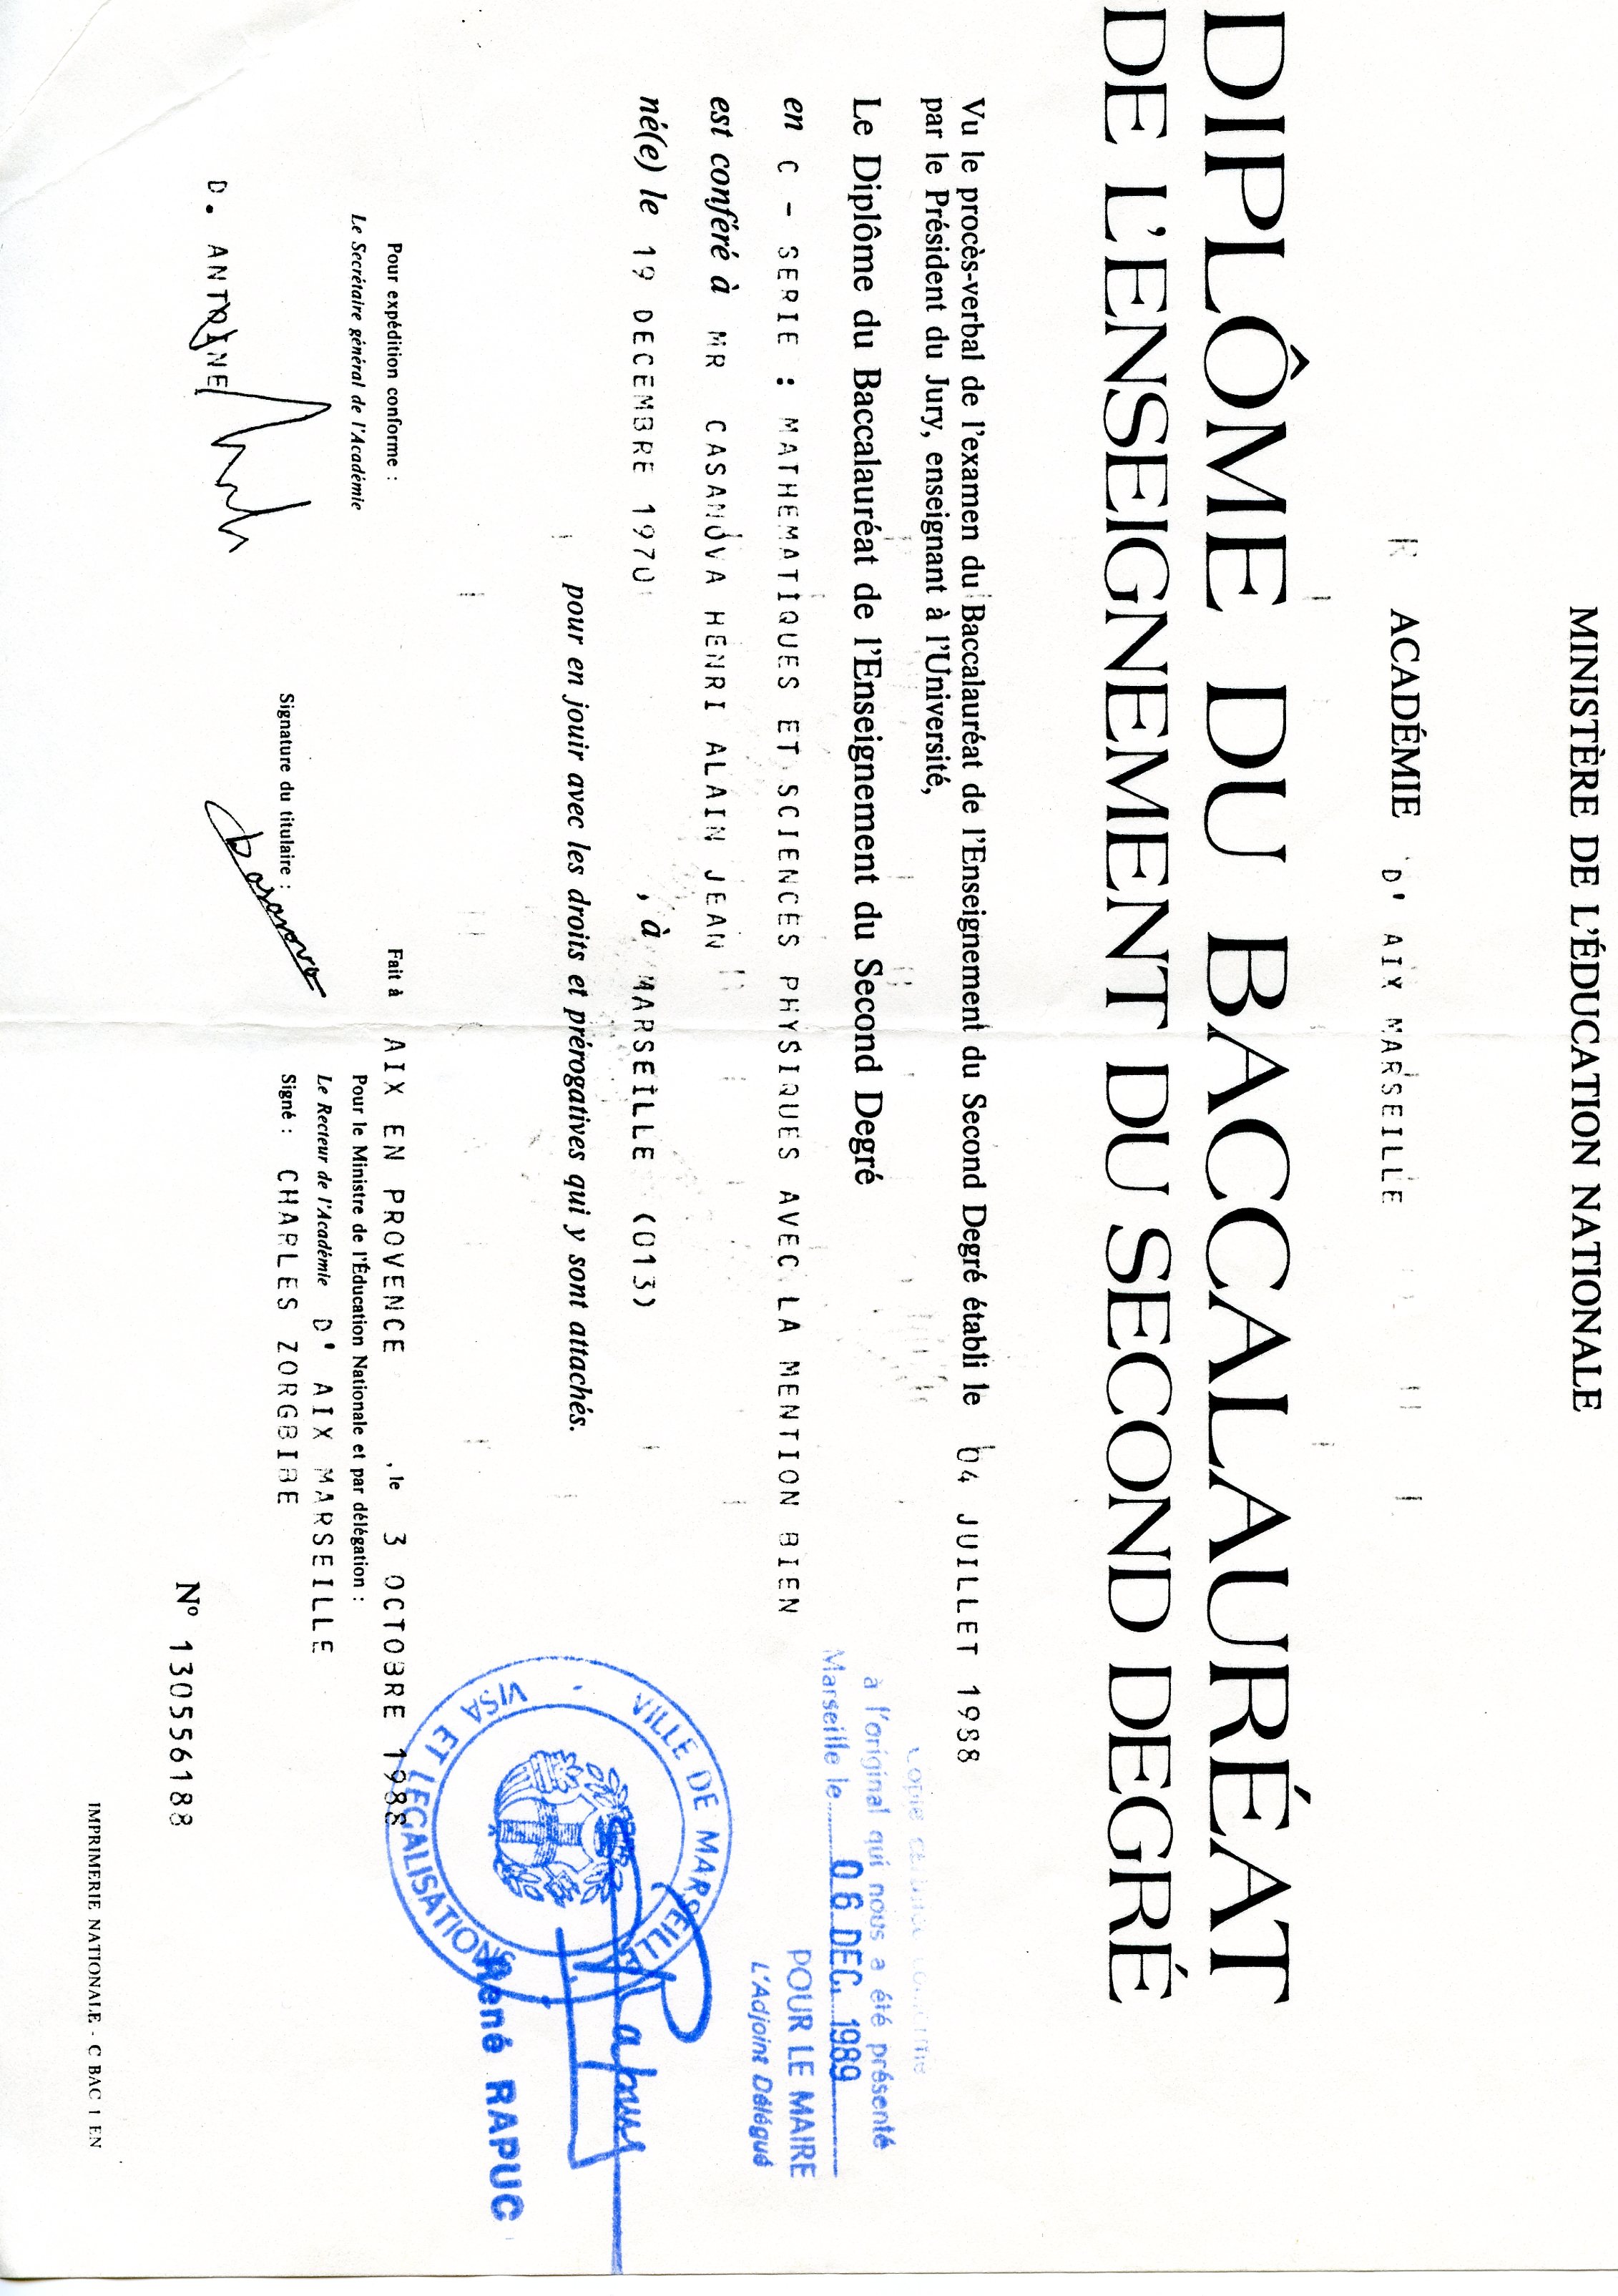 MINISTÈRE DE L'ÉDUCATION NATIONALE
ACADÉMIE D' AIX MARSEILLE
DIPLÔME DU BACCALAURÉAT
DE L'ENSEIGNEMENT DU SECOND DEGRÉ
Vu le procès-verbal de l'examen du Baccalauréat de l'Enseignement du Second Degré établi le 04 JUILLET 1988
par le Président du Jury, enseignant à l'Université,
Le Diplôme du Baccalauréat de l'Enseignement du Second Degré
en C - SERIE : MATHEMATIQUES ET SCIENCES PHYSIQUES AVEC LA MENTION BIEN
est conféré à MR CASANOVA HENRI ALAIN JEAN
né(e) le 19 DECEMBRE 1970 , à MARSEILLE (013)
pour en jouir avec les droits et prérogatives qui y sont attachés.
Pour expédition conforme :
Le Secrétaire général de l'Académie
D. ANTOINE
Signature du titulaire :
Casanova
Fait à AIX EN PROVENCE , le 3 OCTOBRE 1988
Pour le Ministre de l'Éducation Nationale et par délégation :
Le Recteur de l'Académie D' AIX MARSEILLE
Signé : CHARLES ZORGBIBE
N° 130556188
IMPRIMERIE NATIONALE - C BAC 1 EN
Copie certifiée conforme
à l'original qui nous a été présenté
Marseille le 06 DEC. 1989
POUR LE MAIRE
L'Adjoint Délégué
VILLE DE MARSEILLE
VISA ET LÉGALISATIONS
Rapuc
René RAPUC